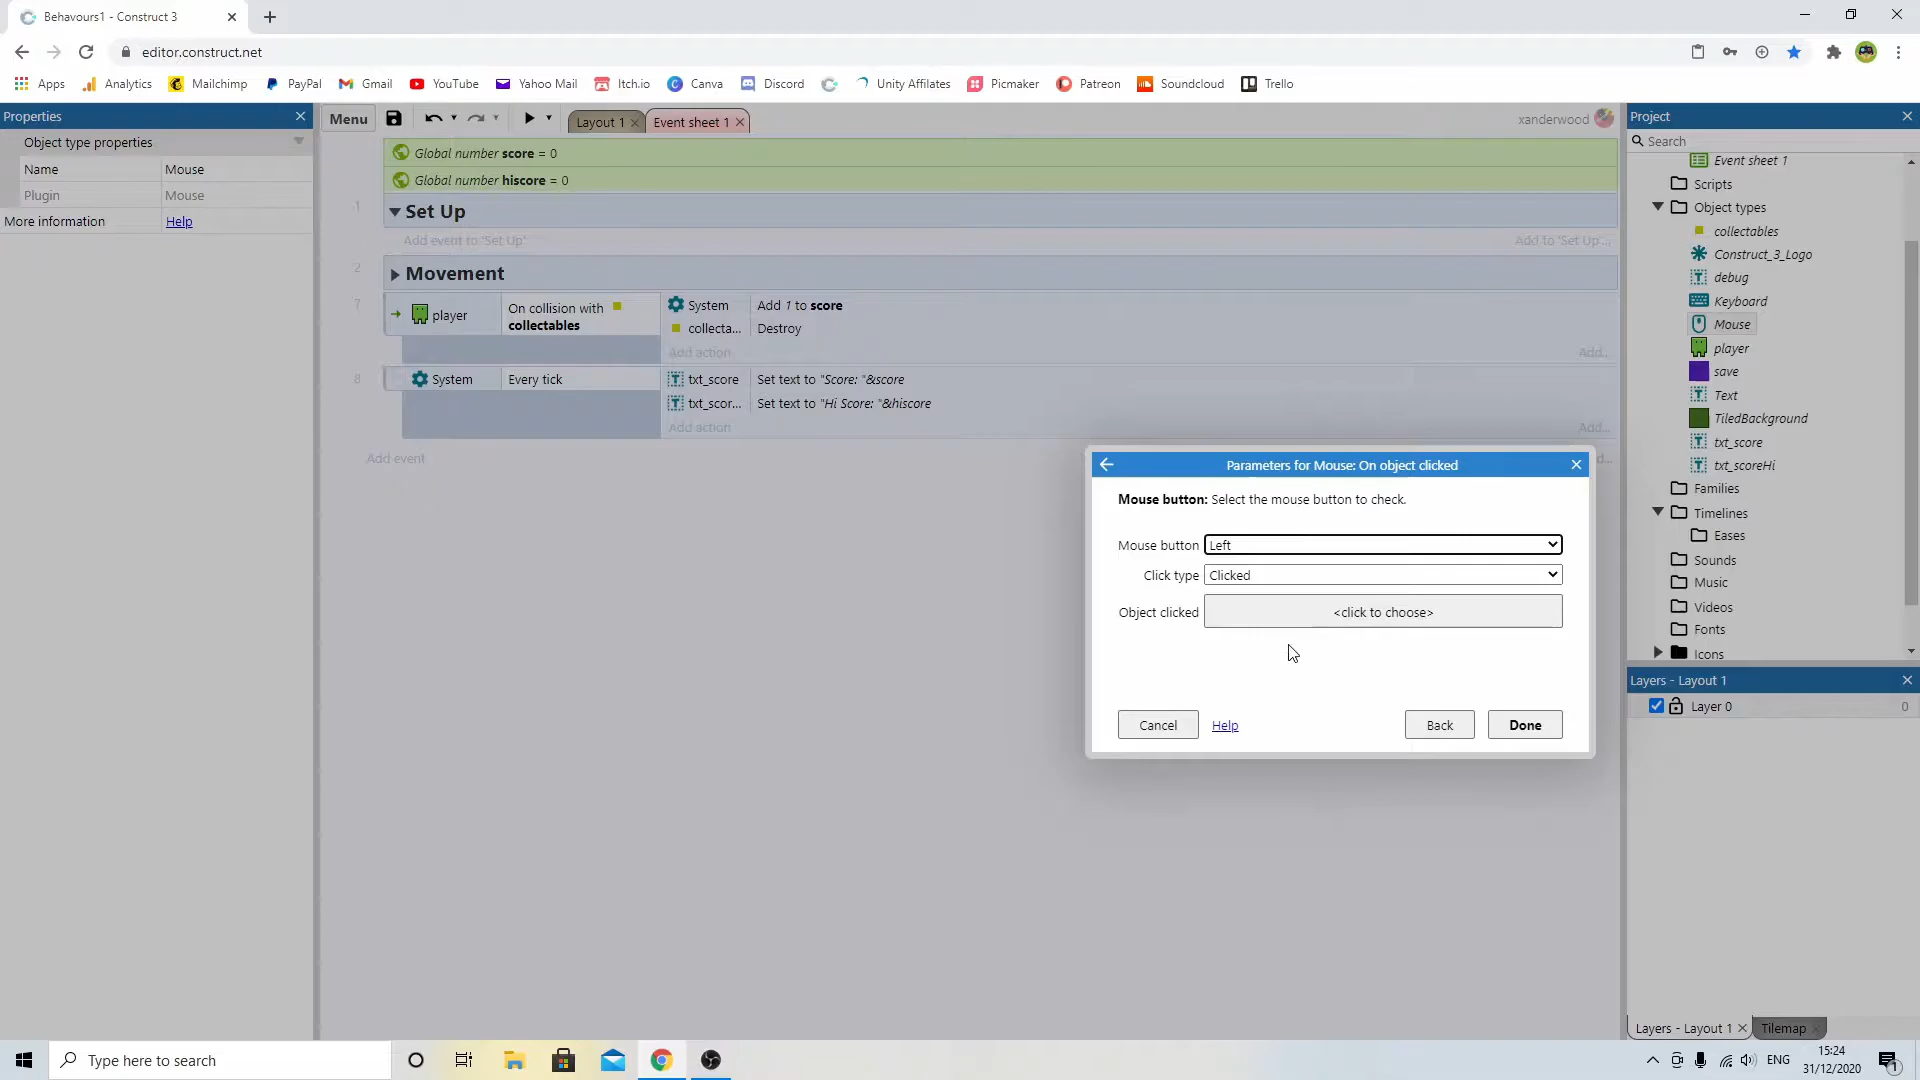 Behavours1 - Construct 3
editor.construct.net
Apps
Analytics
Mailchimp
PayPal
Gmail
YouTube
Yahoo Mail
Itch.io
Canva
Discord
Unity Affilates
Picmaker
Patreon
Soundcloud
Trello
Properties
Object type properties
Name Mouse
Plugin Mouse
More information Help
Menu
Layout 1
Event sheet 1
xanderwood
Global number score = 0
Global number hiscore = 0
1
Set Up
Add event to 'Set Up'
Add to 'Set Up'...
2
Movement
7
player
On collision with
collectables
System
Add 1 to score
collecta...
Destroy
Add action
Add...
8
System
Every tick
txt_score
Set text to "Score: "&score
txt_scor...
Set text to "Hi Score: "&hiscore
Add action
Add...
Add event
Parameters for Mouse: On object clicked
Mouse button: Select the mouse button to check.
Mouse button Left
Click type Clicked
Object clicked <click to choose>
Cancel
Help
Back
Done
Project
Search
Event sheet 1
Scripts
Object types
collectables
Construct_3_Logo
debug
Keyboard
Mouse
player
save
Text
TiledBackground
txt_score
txt_scoreHi
Families
Timelines
Eases
Sounds
Music
Videos
Fonts
Icons
Layers - Layout 1
Layer 0
0
Layers - Layout 1
Tilemap
Type here to search
ENG
15:24
31/12/2020
1